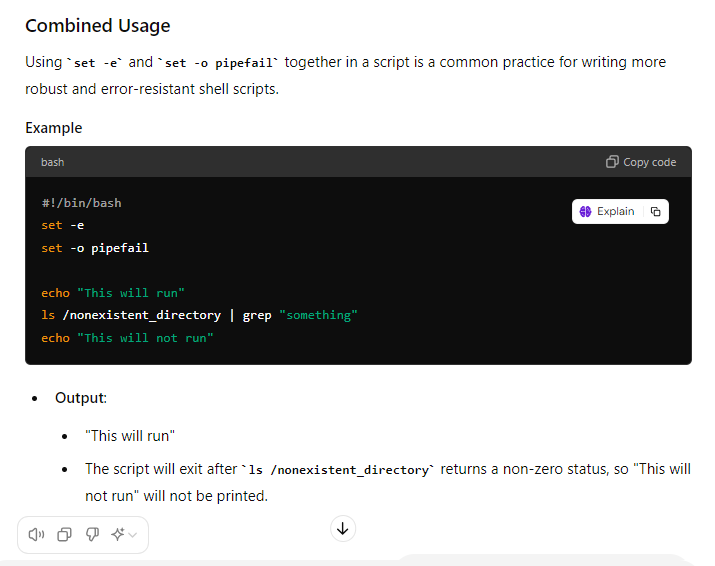 Combined Usage
Using `set -e` and `set -o pipefail` together in a script is a common practice for writing more
robust and error-resistant shell scripts.
Example
bash
Copy code
#!/bin/bash
Explain
set -e
set -o pipefail
echo "This will run"
ls /nonexistent_directory | grep "something"
echo "This will not run"
• Output:
• "This will run"
• The script will exit after `ls /nonexistent_directory` returns a non-zero status, so "This will
not run" will not be printed.